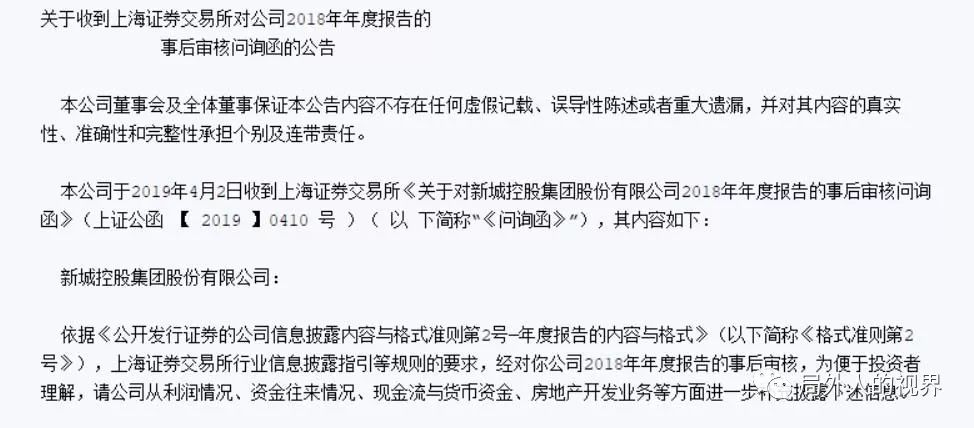 关于收到上海证券交易所对公司2018年年度报告的
事后审核问询函的公告
本公司董事会及全体董事保证本公告内容不存在任何虚假记载、误导性陈述或者重大遗漏，并对其内容的真实
性、准确性和完整性承担个别及连带责任。
本公司于2019年4月2日收到上海证券交易所《关于对新城控股集团股份有限公司2018年年度报告的事后审核问询
函》（上证公函 【 2019 】0410 号 ）（ 以 下简称“《问询函》”），其内容如下：
新城控股集团股份有限公司：
依据《公开发行证券的公司信息披露内容与格式准则第2号—年度报告的内容与格式》（以下简称《格式准则第2
号》），上海证券交易所行业信息披露指引等规则的要求，经对你公司2018年年度报告的事后审核，为便于投资者
理解，请公司从利润情况、资金往来情况、现金流与货币资金、房地产开发业务等方面进一步补充披露下述信息。
局外人的视界